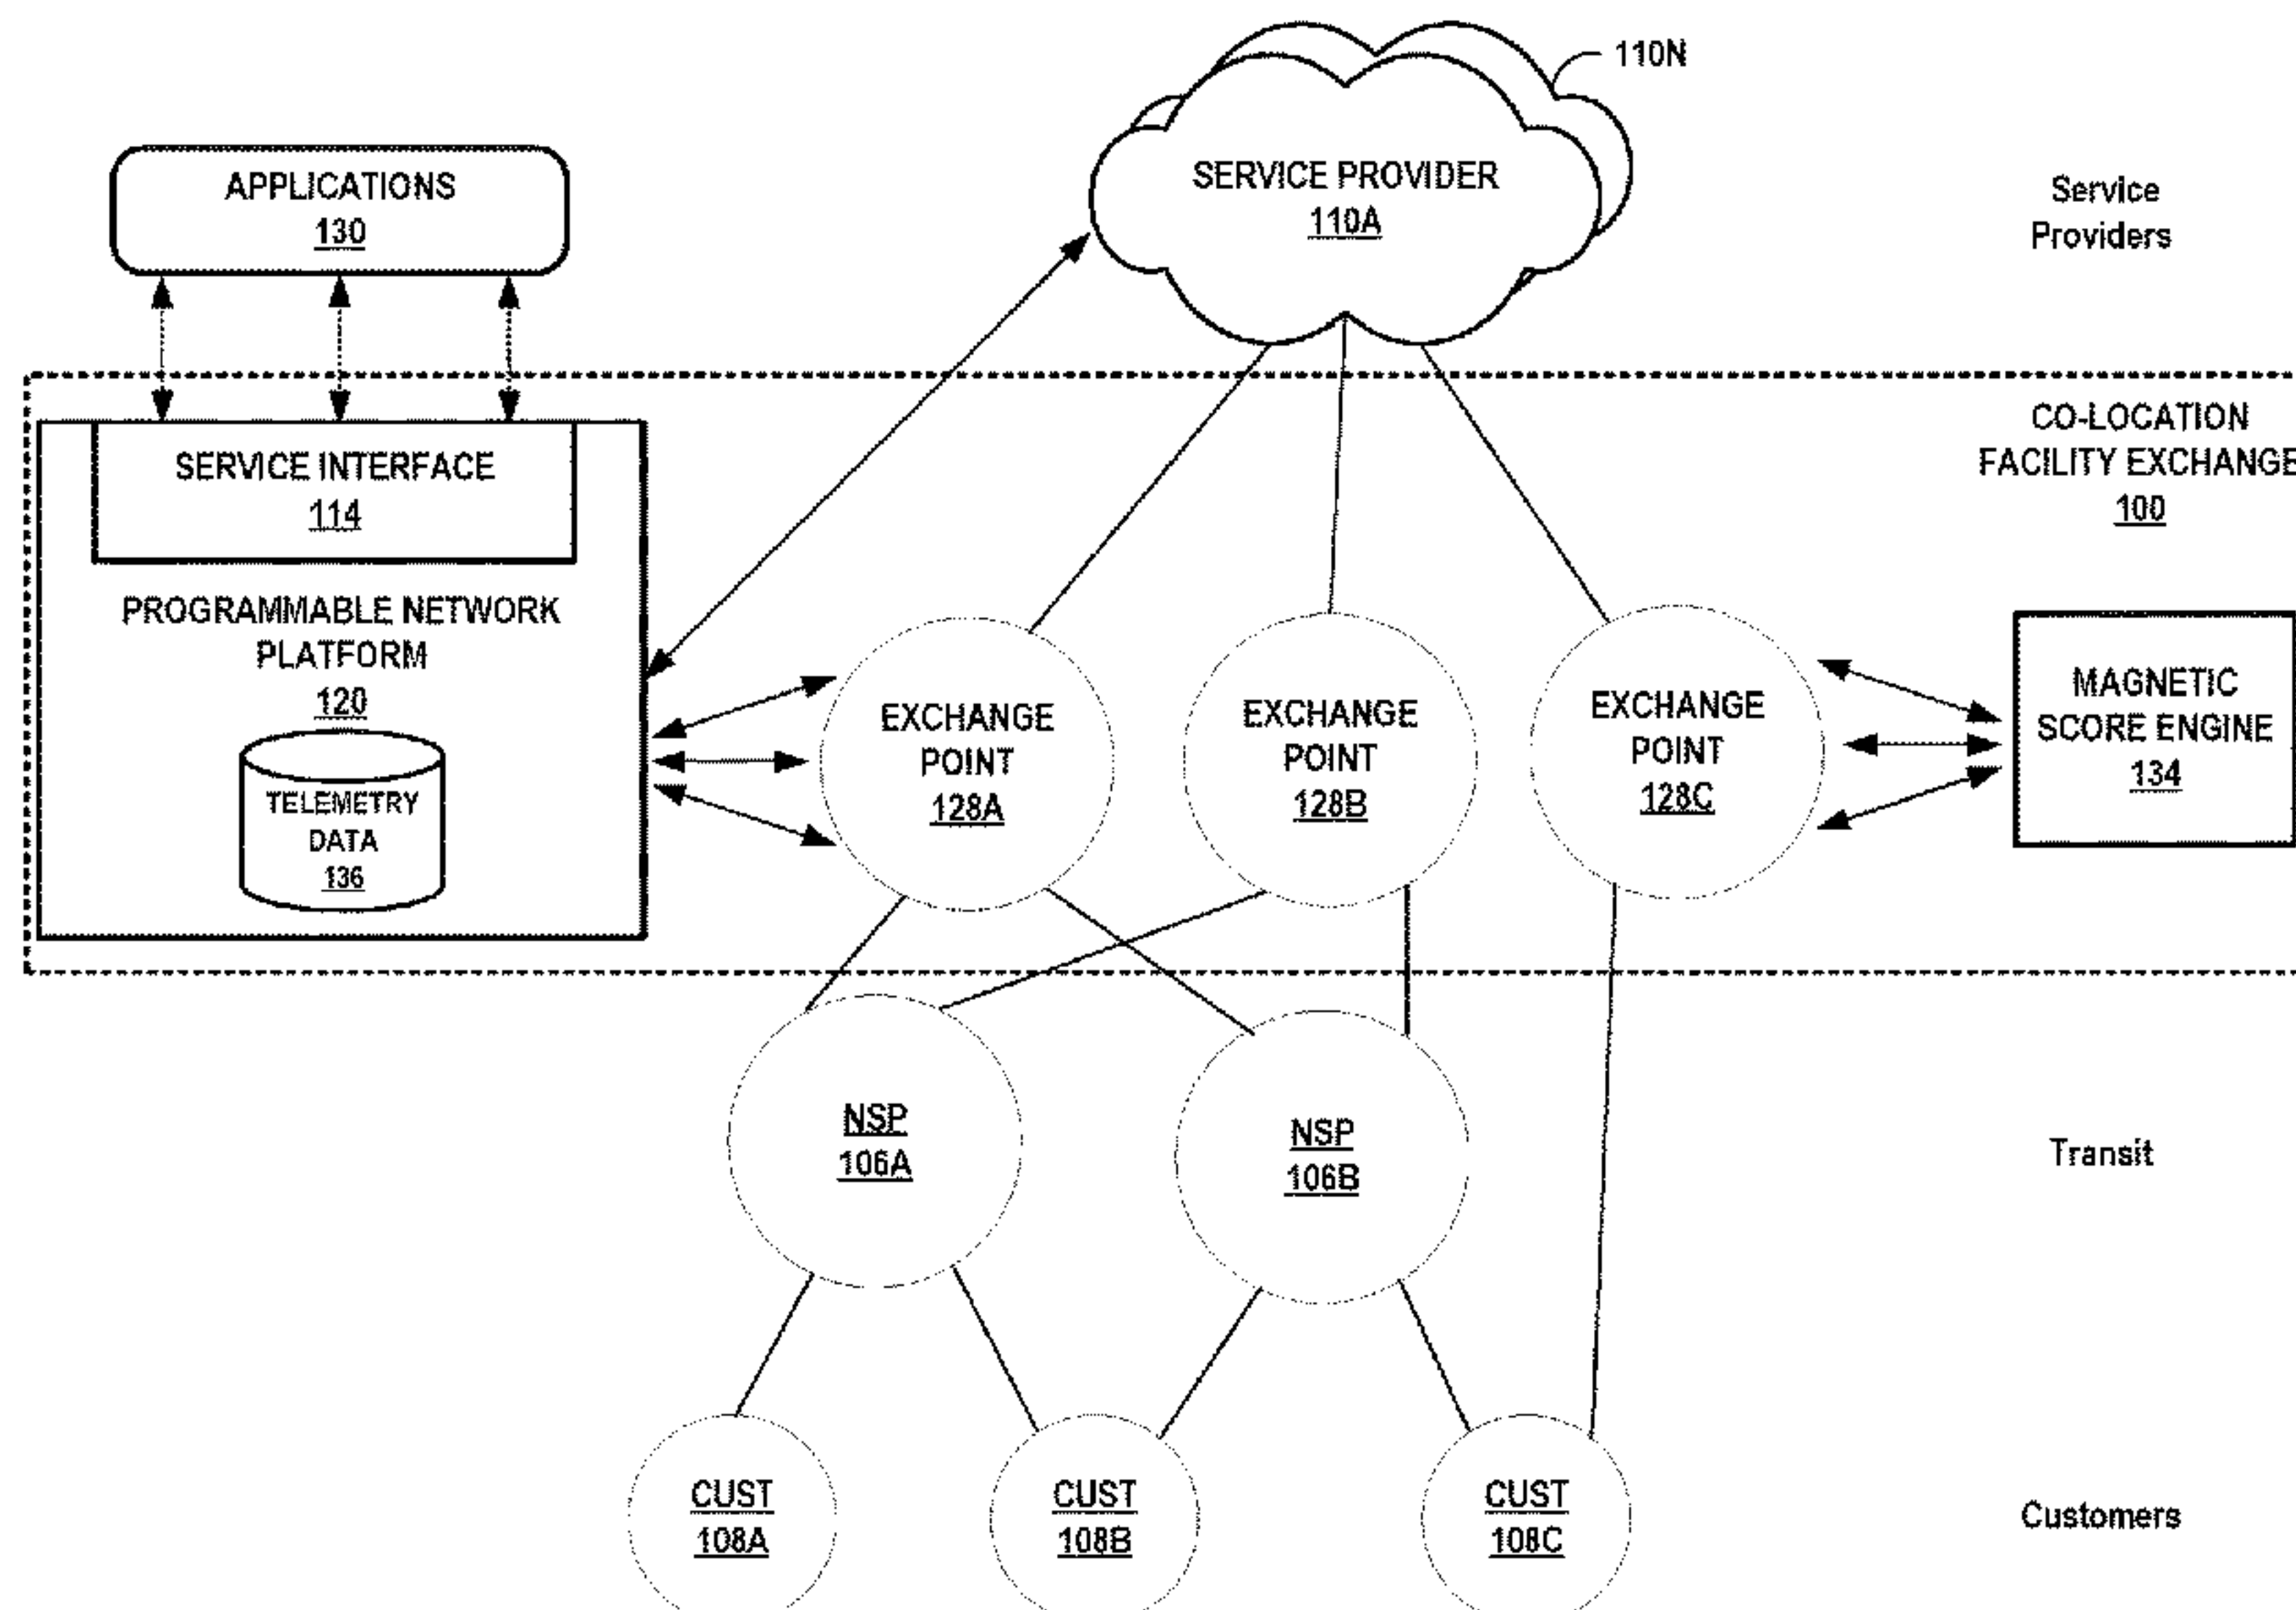 110N
SERVICE PROVIDER
110A
Service
Providers
APPLICATIONS
130
CO-LOCATION
FACILITY EXCHANGE
100
SERVICE INTERFACE
114
PROGRAMMABLE NETWORK
PLATFORM
120
TELEMETRY
DATA
136
EXCHANGE
POINT
128A
EXCHANGE
POINT
128B
EXCHANGE
POINT
128C
MAGNETIC
SCORE ENGINE
134
NSP
106A
NSP
106B
Transit
CUST
108A
CUST
108B
CUST
108C
Customers